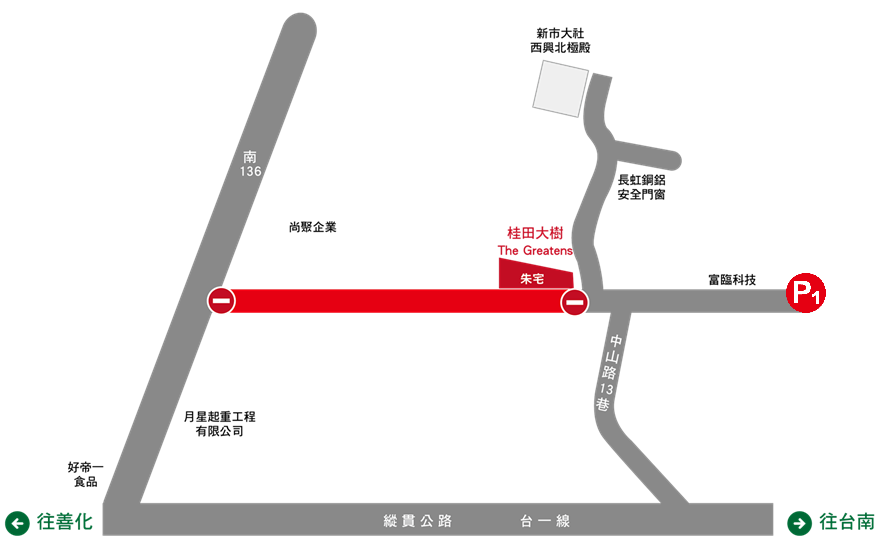 新市大社
西興北極殿
南
136
長虹鋼鋁
安全門窗
尚聚企業
桂田大樹
The Greatens
朱宅
富臨科技
P1
中山路13巷
月星起重工程
有限公司
好帝一
食品
往善化
縱貫公路 台一線
往台南